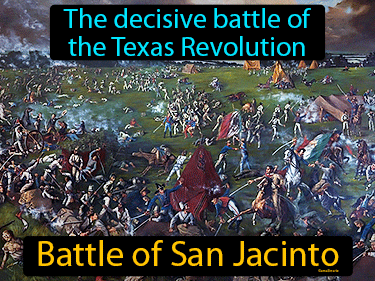 The decisive battle of
the Texas Revolution
Battle of San Jacinto